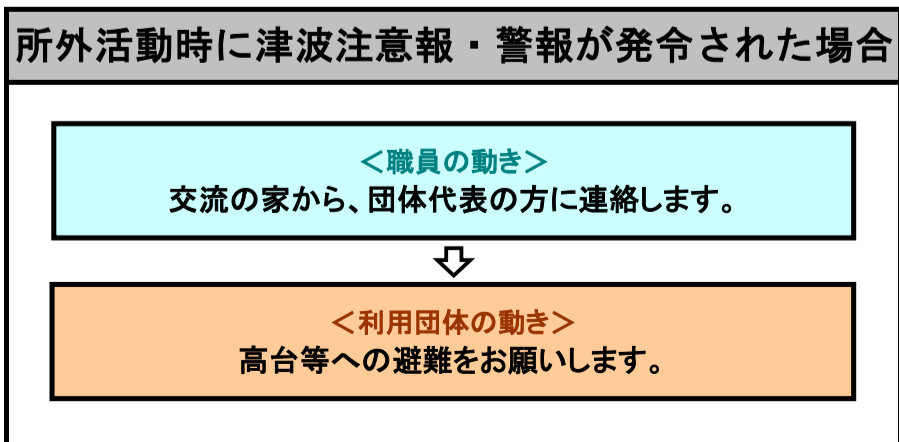 所外活動時に津波注意報・警報が発令された場合
＜職員の動き＞
交流の家から、団体代表の方に連絡します。
＜利用団体の動き＞
高台等への避難をお願いします。